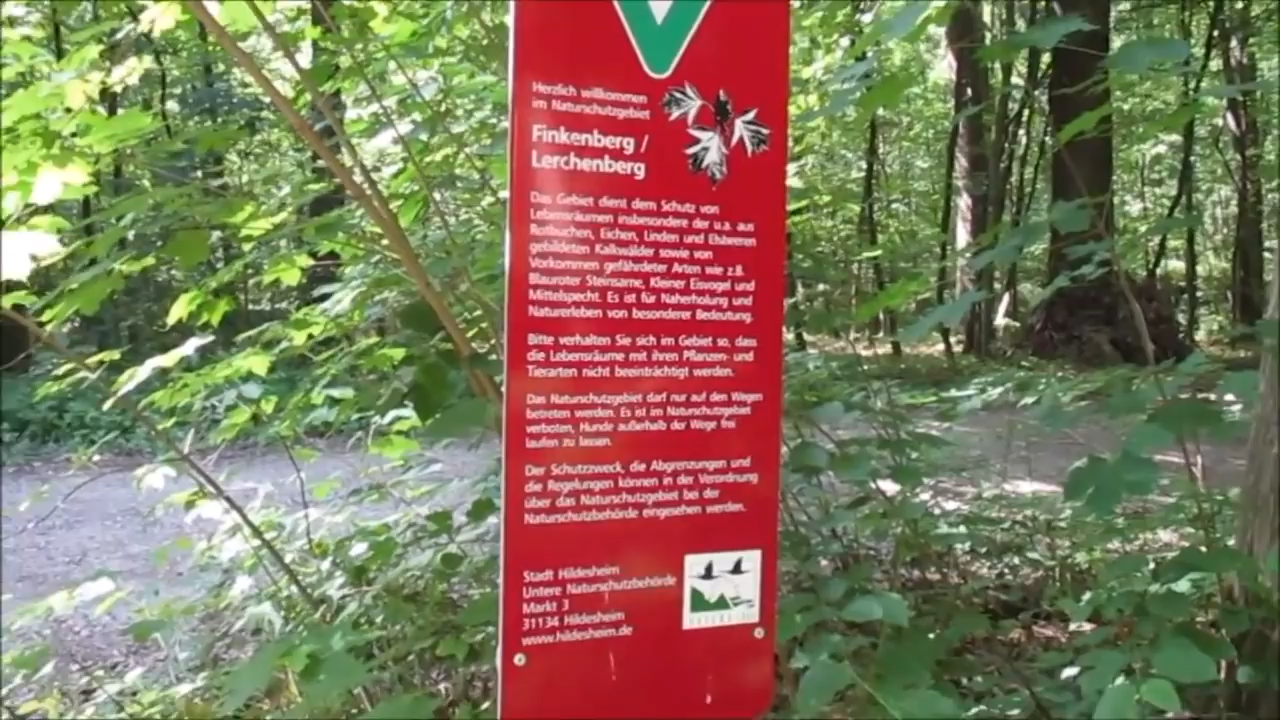 Herzlich willkommen
im Naturschutzgebiet
Finkenberg /
Lerchenberg
Das Gebiet dient dem Schutz von
Lebensräumen insbesondere der u.a. aus
Rotbuchen, Eichen, Linden und Elsbeeren
gebildeten Kalkwälder sowie von
Vorkommen gefährdeter Arten wie z.B.
Blauroter Steinsame, Kleiner Eisvogel und
Mittelspecht. Es ist für Naherholung und
Naturerleben von besonderer Bedeutung.
Bitte verhalten Sie sich im Gebiet so, dass
die Lebensräume mit ihren Pflanzen- und
Tierarten nicht beeinträchtigt werden.
Das Naturschutzgebiet darf nur auf den Wegen
betreten werden. Es ist im Naturschutzgebiet
verboten, Hunde außerhalb der Wege frei
laufen zu lassen.
Der Schutzzweck, die Abgrenzungen und
die Regelungen können in der Verordnung
über das Naturschutzgebiet bei der
Naturschutzbehörde eingesehen werden.
Stadt Hildesheim
Untere Naturschutzbehörde
Markt 3
31134 Hildesheim
www.hildesheim.de